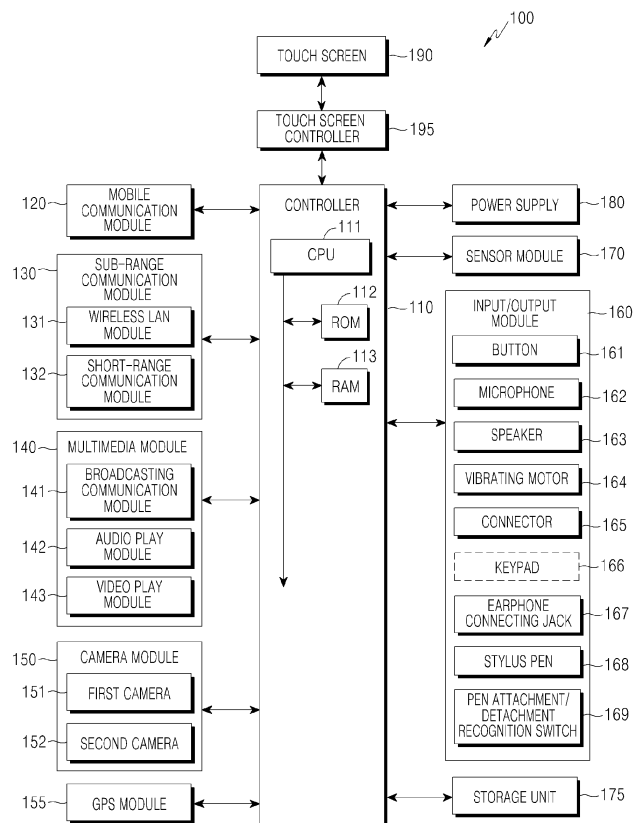 100
TOUCH SCREEN
190
TOUCH SCREEN
CONTROLLER
195
120
MOBILE
COMMUNICATION
MODULE
130
SUB-RANGE
COMMUNICATION
MODULE
131
WIRELESS LAN
MODULE
132
SHORT-RANGE
COMMUNICATION
MODULE
140
MULTIMEDIA MODULE
141
BROADCASTING
COMMUNICATION
MODULE
142
AUDIO PLAY
MODULE
143
VIDEO PLAY
MODULE
150
CAMERA MODULE
151
FIRST CAMERA
152
SECOND CAMERA
155
GPS MODULE
CONTROLLER
111
CPU
112
ROM
110
113
RAM
POWER SUPPLY
180
SENSOR MODULE
170
INPUT/OUTPUT
MODULE
160
BUTTON
161
MICROPHONE
162
SPEAKER
163
VIBRATING MOTOR
164
CONNECTOR
165
KEYPAD
166
EARPHONE
CONNECTING JACK
167
STYLUS PEN
168
PEN ATTACHMENT/
DETACHMENT
RECOGNITION SWITCH
169
STORAGE UNIT
175